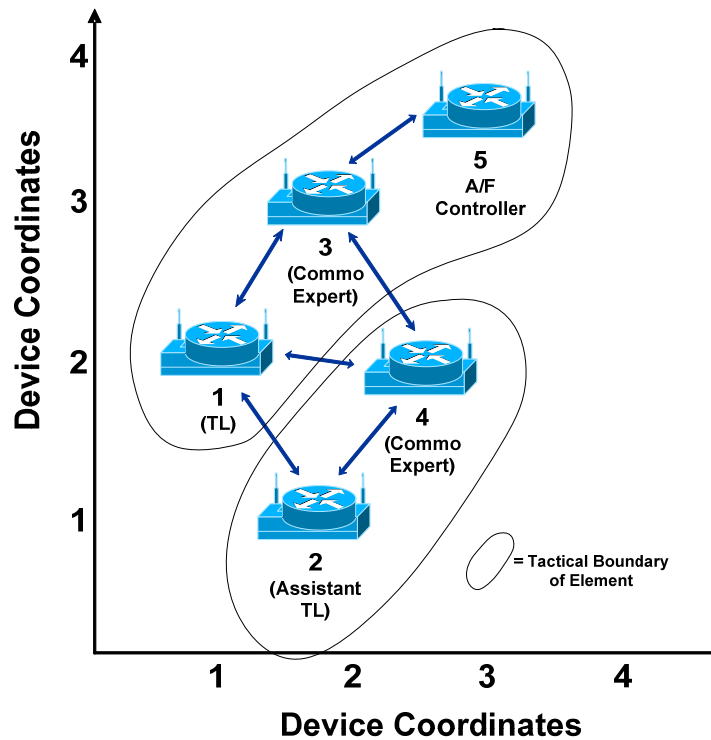 4
3
2
1
Device Coordinates
5
A/F
Controller
3
(Commo
Expert)
1
(TL)
4
(Commo
Expert)
2
(Assistant
TL)
= Tactical Boundary
of Element
1
2
3
4
Device Coordinates